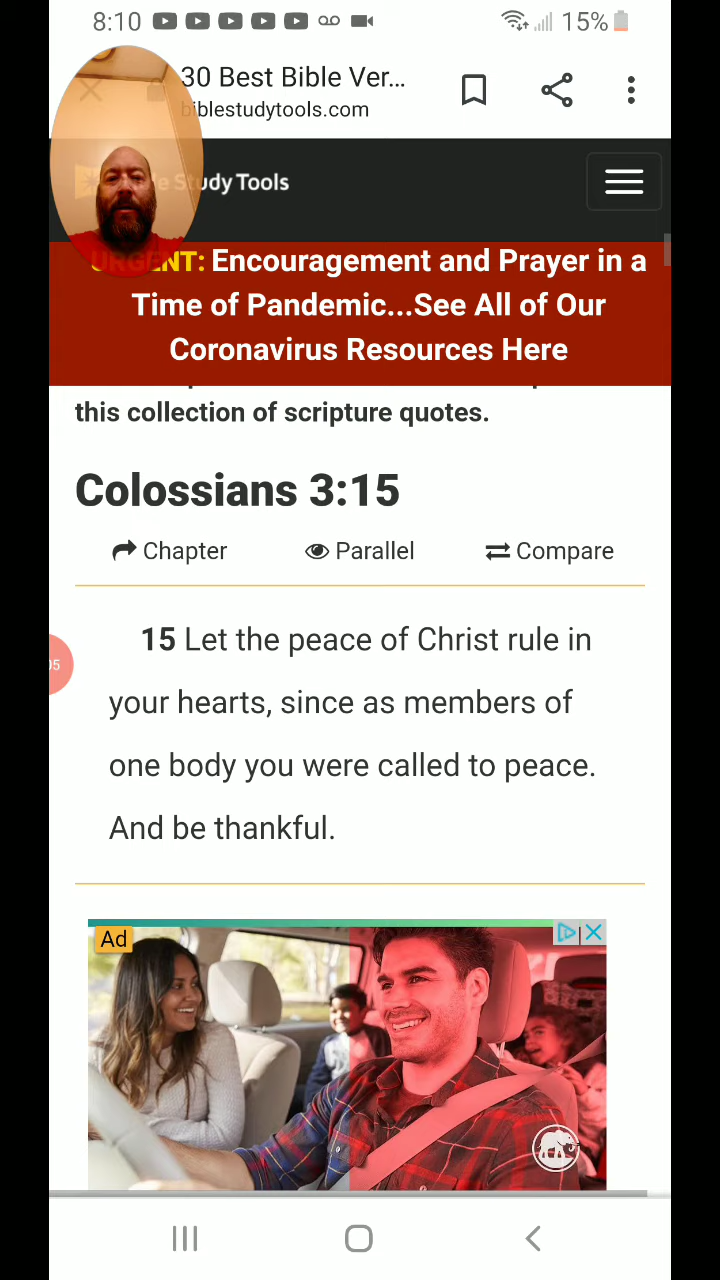 8:10 15%
30 Best Bible Ver...
biblestudytools.com
Study Tools
URGENT: Encouragement and Prayer in a
Time of Pandemic...See All of Our
Coronavirus Resources Here
this collection of scripture quotes.
Colossians 3:15
Chapter Parallel Compare
15 Let the peace of Christ rule in
your hearts, since as members of
one body you were called to peace.
And be thankful.
05
Ad